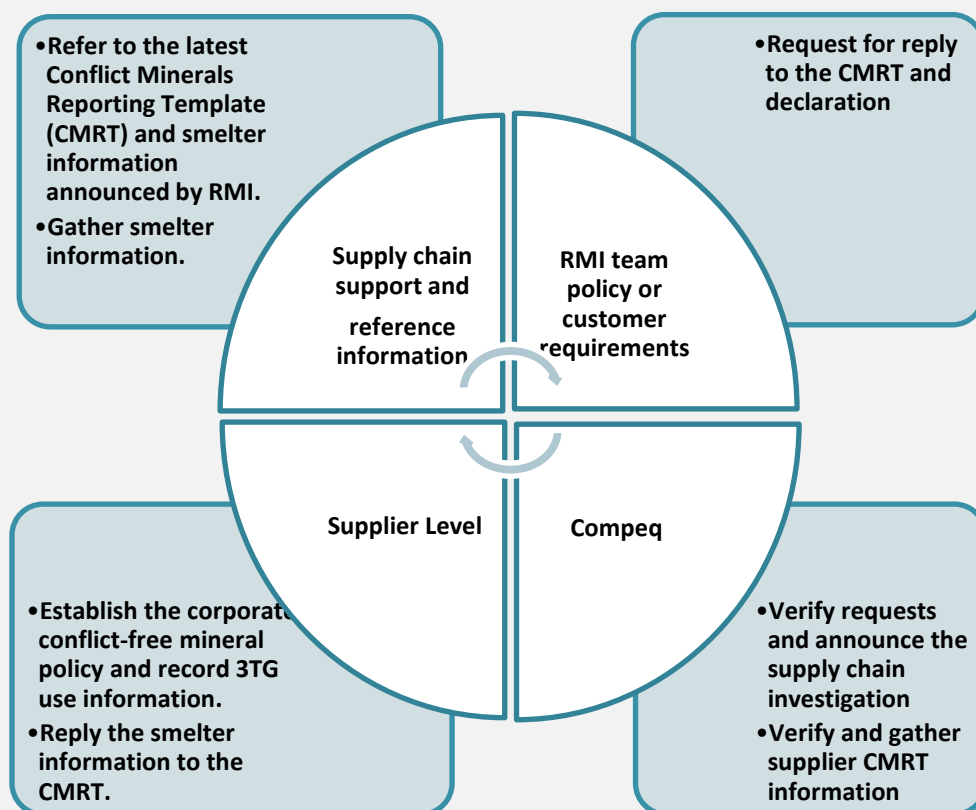 •Refer to the latest
Conflict Minerals
Reporting Template
(CMRT) and smelter
information
announced by RMI.
•Gather smelter
information.
•Request for reply
to the CMRT and
declaration
Supply chain
support and
reference
information
RMI team
policy or
customer
requirements
Supplier Level
Compeq
•Establish the corporate
conflict-free mineral
policy and record 3TG
use information.
•Reply the smelter
information to the
CMRT.
•Verify requests
and announce the
supply chain
investigation
•Verify and gather
supplier CMRT
information